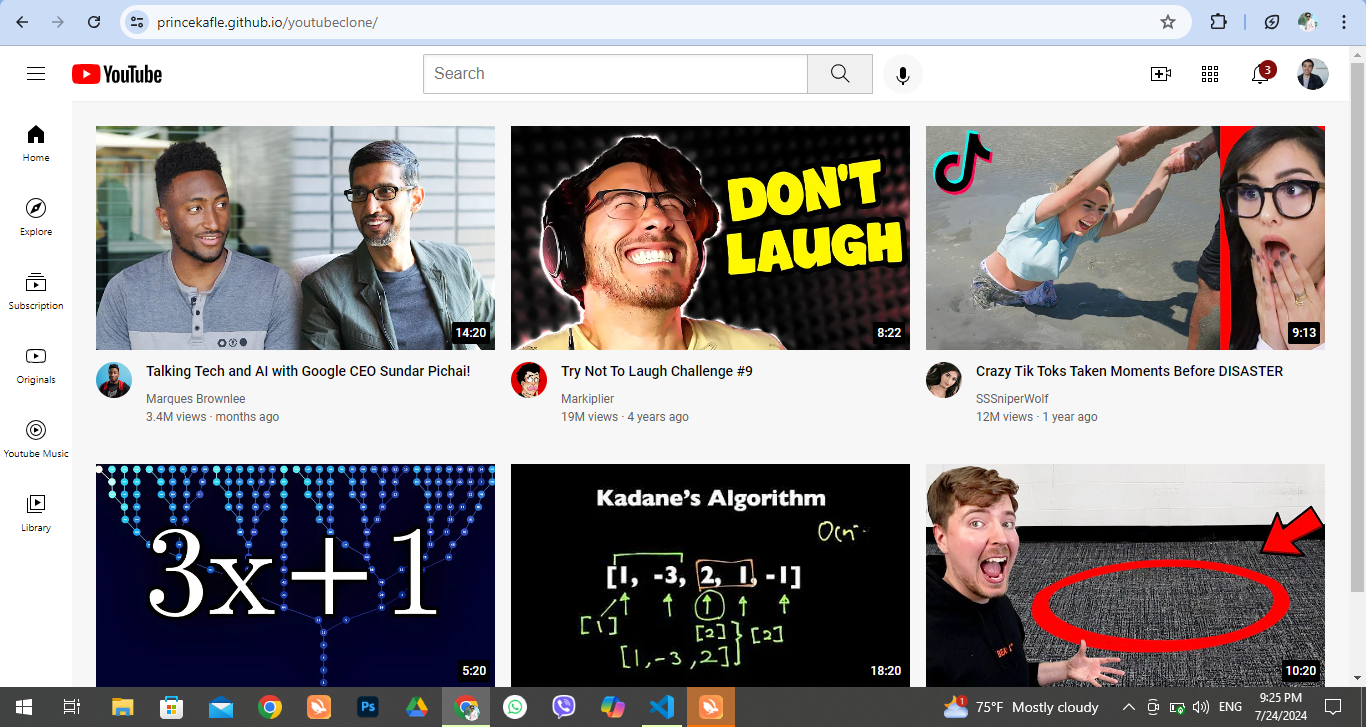 princekafle.github.io/youtubeclone/
YouTube
Search
3
Home
Explore
Subscription
Originals
Youtube Music
Library
14:20
DON'T
LAUGH
8:22
9:13
Talking Tech and AI with Google CEO Sundar Pichai!
Marques Brownlee
3.4M views · months ago
Try Not To Laugh Challenge #9
Markiplier
19M views · 4 years ago
Crazy Tik Toks Taken Moments Before DISASTER
SSSniperWolf
12M views · 1 year ago
3x+1
5:20
Kadane's Algorithm
[1, -3, 2, 1, -1]
[1]
[2]
[2]
[1,-3,2]
18:20
10:20
Ps
1
75°F Mostly cloudy
ENG
9:25 PM
7/24/2024